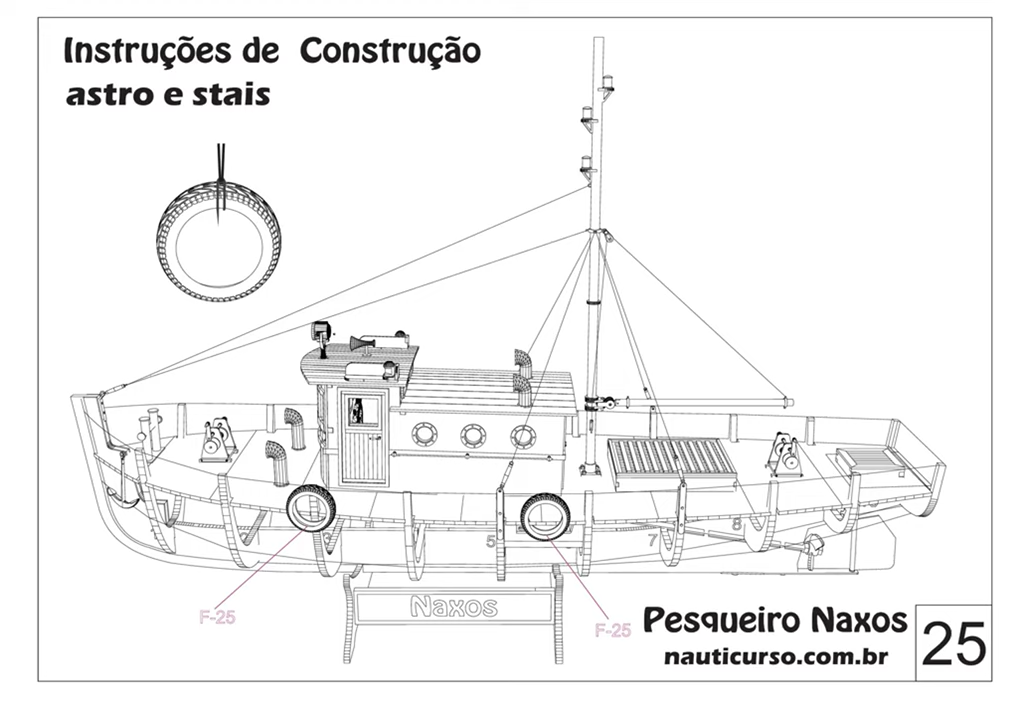 Instruções de Construção
astro e stais
5
7
8
F-25
F-25
Naxos
Pesqueiro Naxos
nauticurso.com.br
25